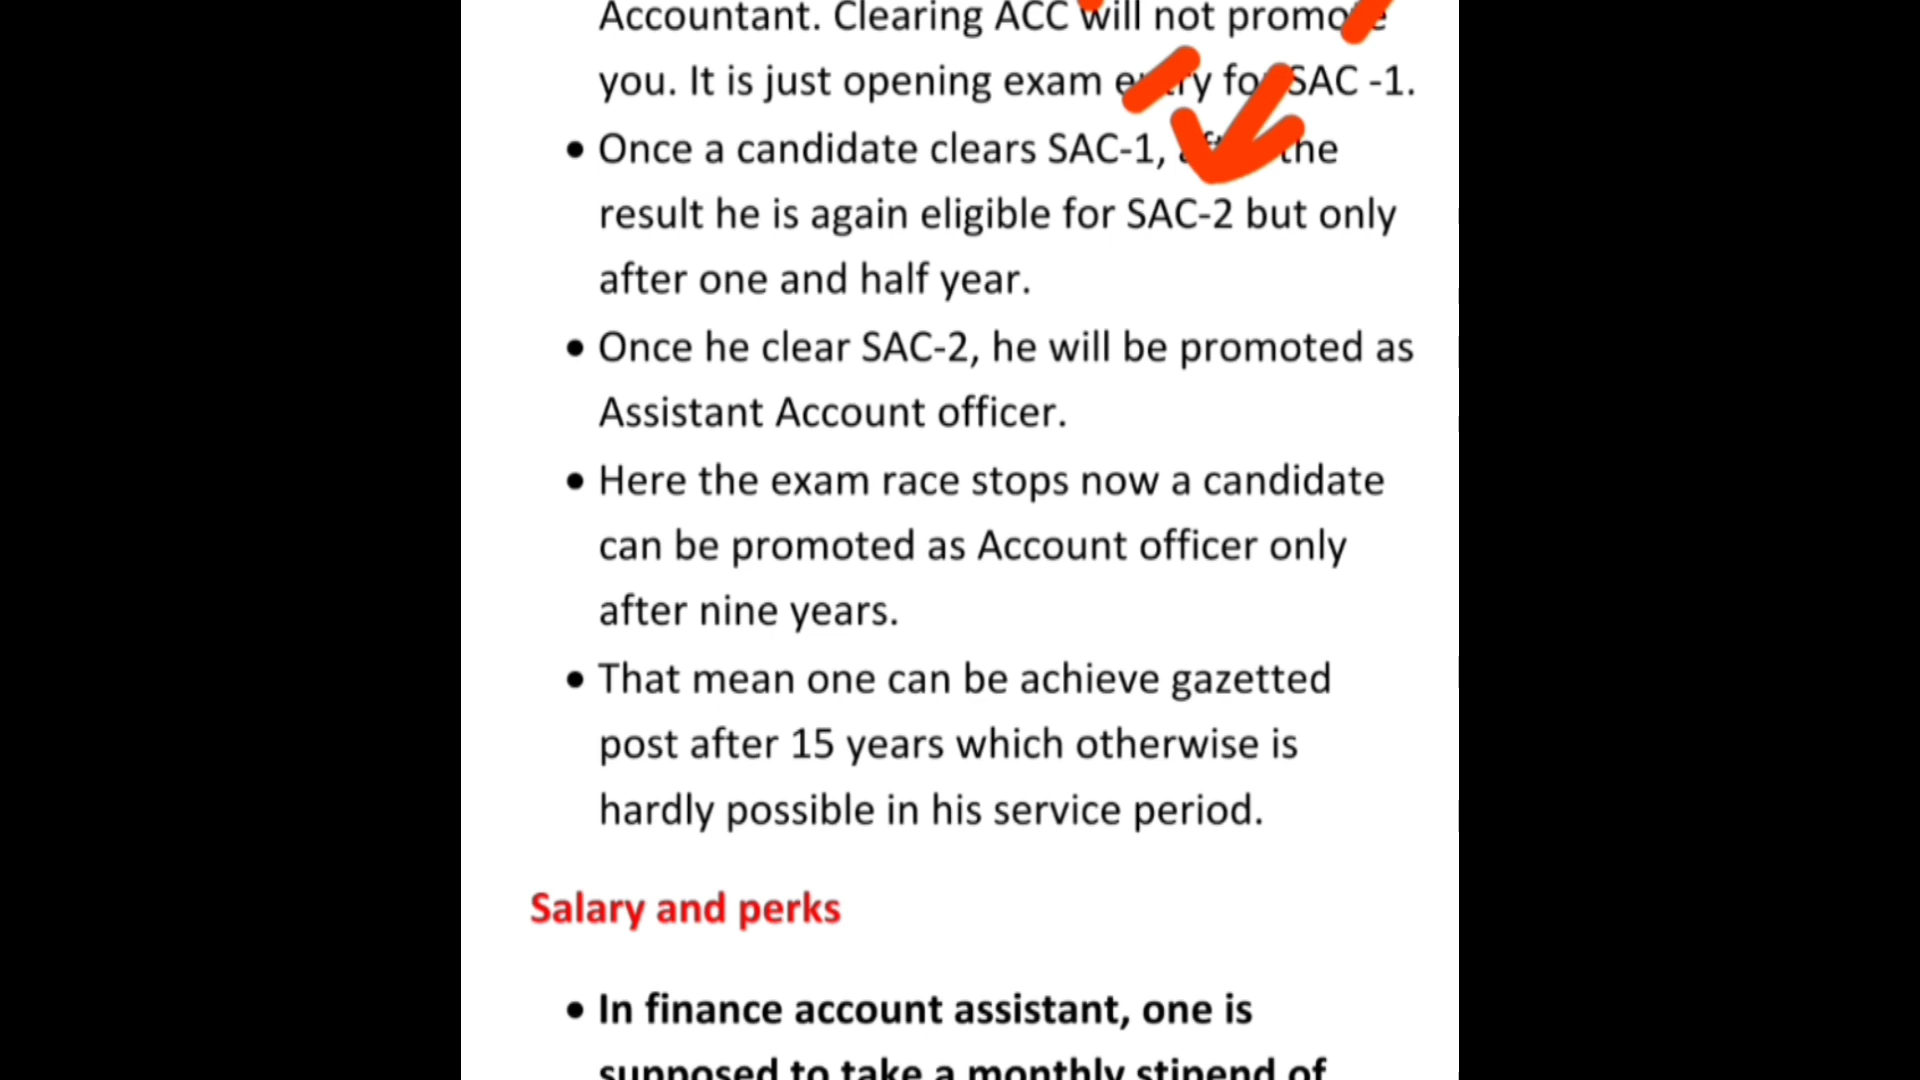 Accountant. Clearing ACC will not promote
you. It is just opening exam entry for SAC -1.
• Once a candidate clears SAC-1, after the
result he is again eligible for SAC-2 but only
after one and half year.
• Once he clear SAC-2, he will be promoted as
Assistant Account officer.
• Here the exam race stops now a candidate
can be promoted as Account officer only
after nine years.
• That mean one can be achieve gazetted
post after 15 years which otherwise is
hardly possible in his service period.
Salary and perks
• In finance account assistant, one is
supposed to take a monthly stipend of